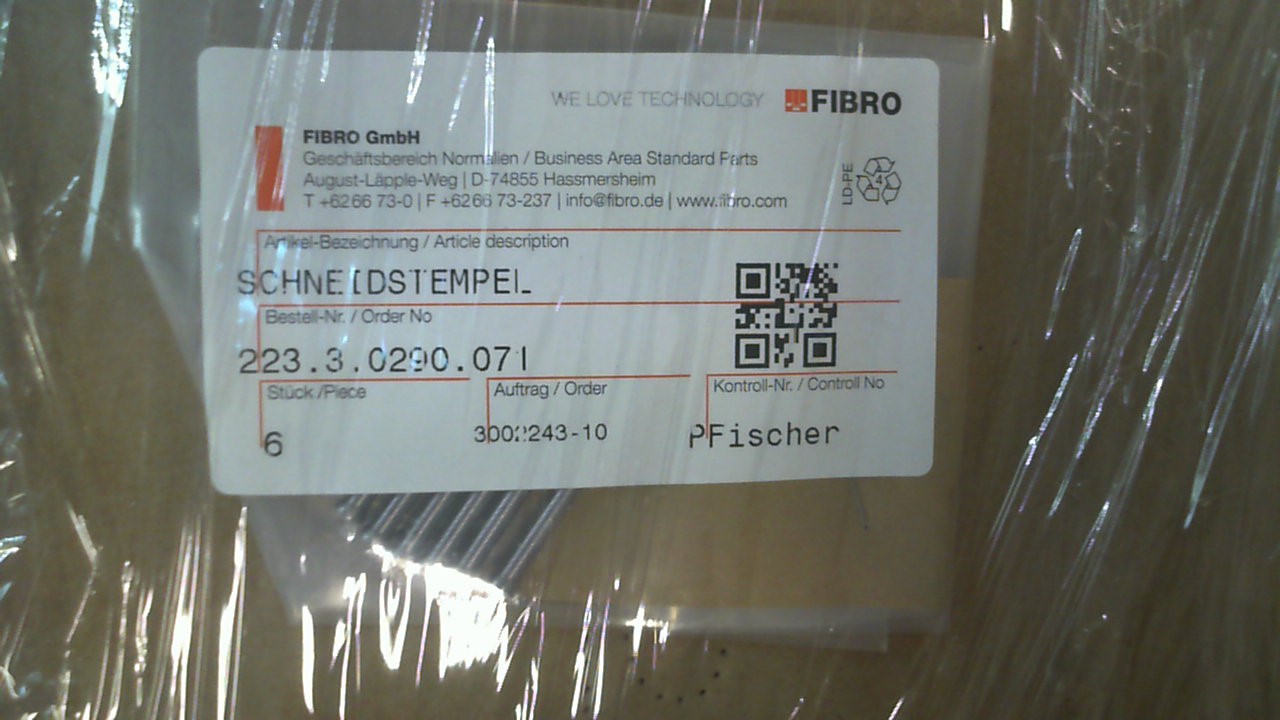 WE LOVE TECHNOLOGY FIBRO
FIBRO GmbH
Geschäftsbereich Normalien / Business Area Standard Parts
August-Läpple-Weg | D-74855 Hassmersheim
T +6266 73-0 | F +6266 73-237 | info@fibro.de | www.fibro.com
4
LD-PE
Artikel-Bezeichnung / Article description
SCHNEIDSTEMPEL
Bestell-Nr. / Order No
223.3.0290.071
Stück /Piece
Auftrag / Order
Kontroll-Nr. / Controll No
6
3002243-10
PFischer